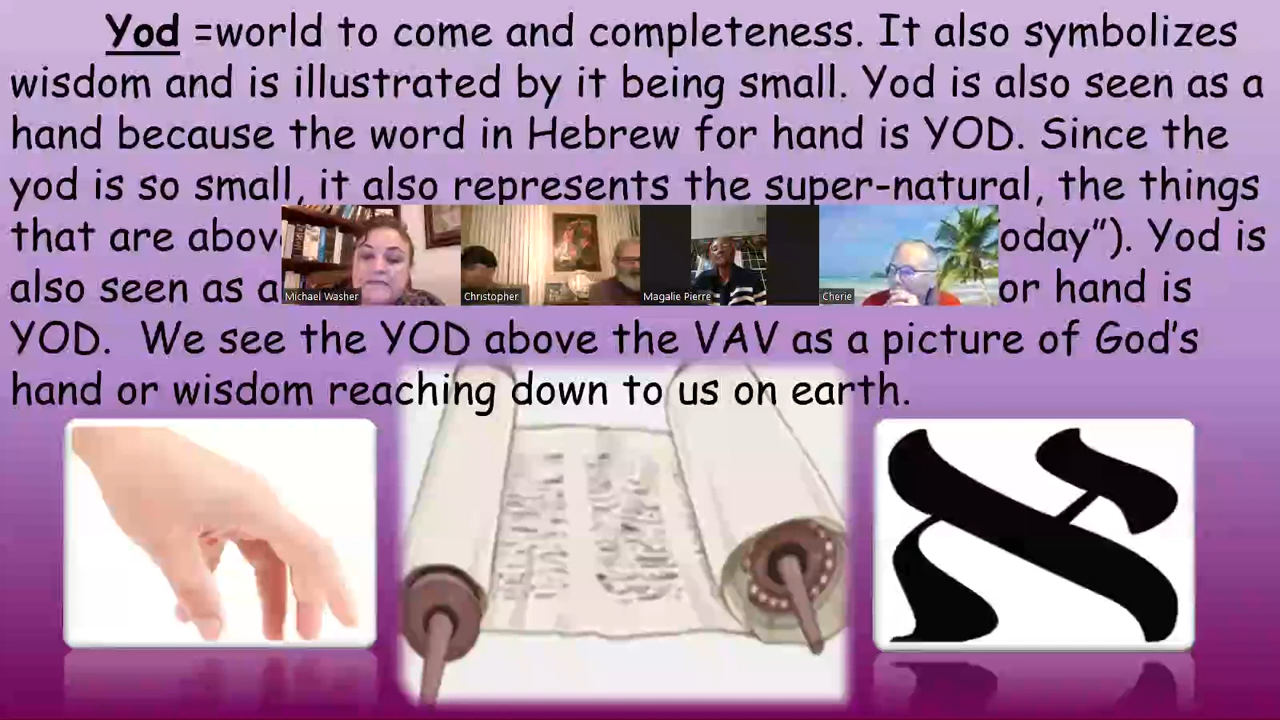 Yod =world to come and completeness. It also symbolizes
wisdom and is illustrated by it being small. Yod is also seen as a
hand because the word in Hebrew for hand is YOD. Since the
yod is so small, it also represents the super-natural, the things
that are oday”). Yod is
also seen as or hand is
YOD. We see the YOD above the VAV as a picture of God’s
hand or wisdom reaching down to us on earth.
Michael Washer
Christopher
Magalie Pierre
Cherie
א